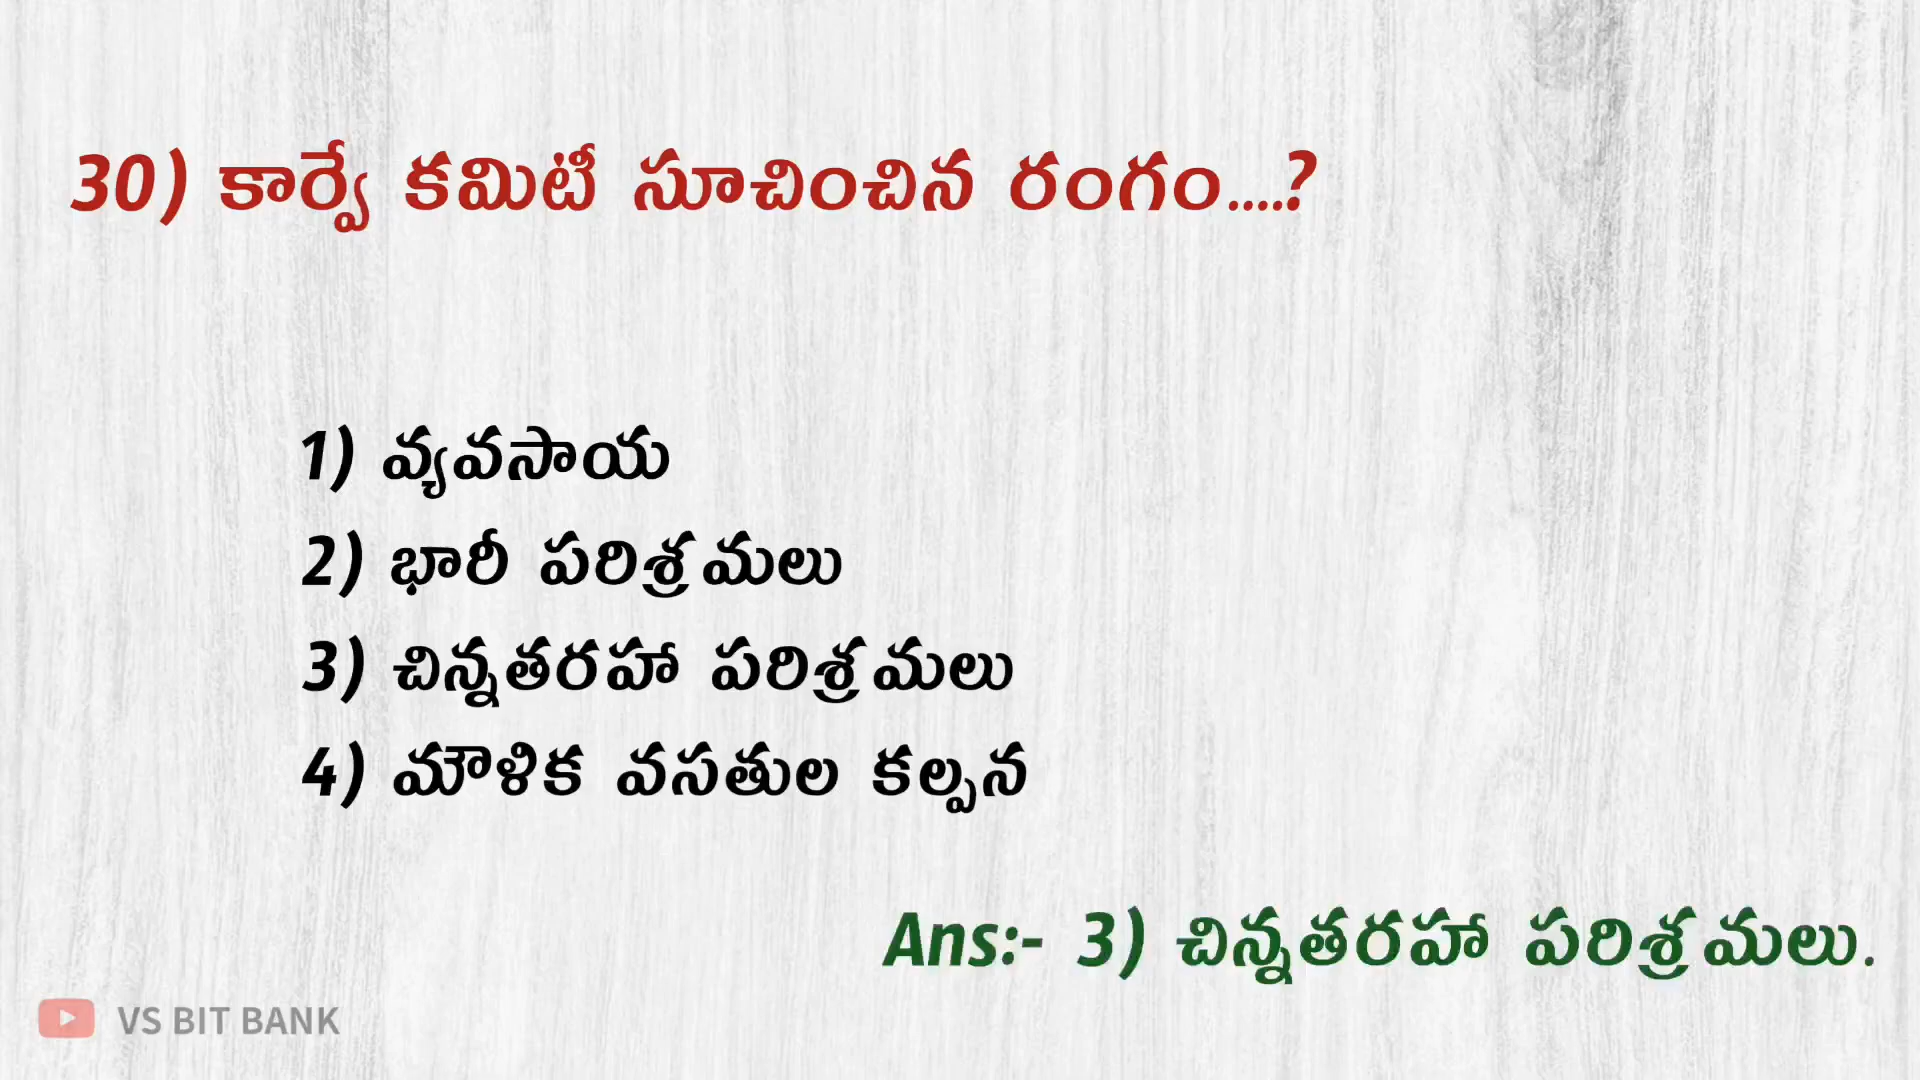 30) కార్వే కమిటీ సూచించిన రంగం....?
1) వ్యవసాయ
2) భారీ పరిశ్రమలు
3) చిన్నతరహా పరిశ్రమలు
4) మౌళిక వసతుల కల్పన
Ans:- 3) చిన్నతరహా పరిశ్రమలు.
VS BIT BANK